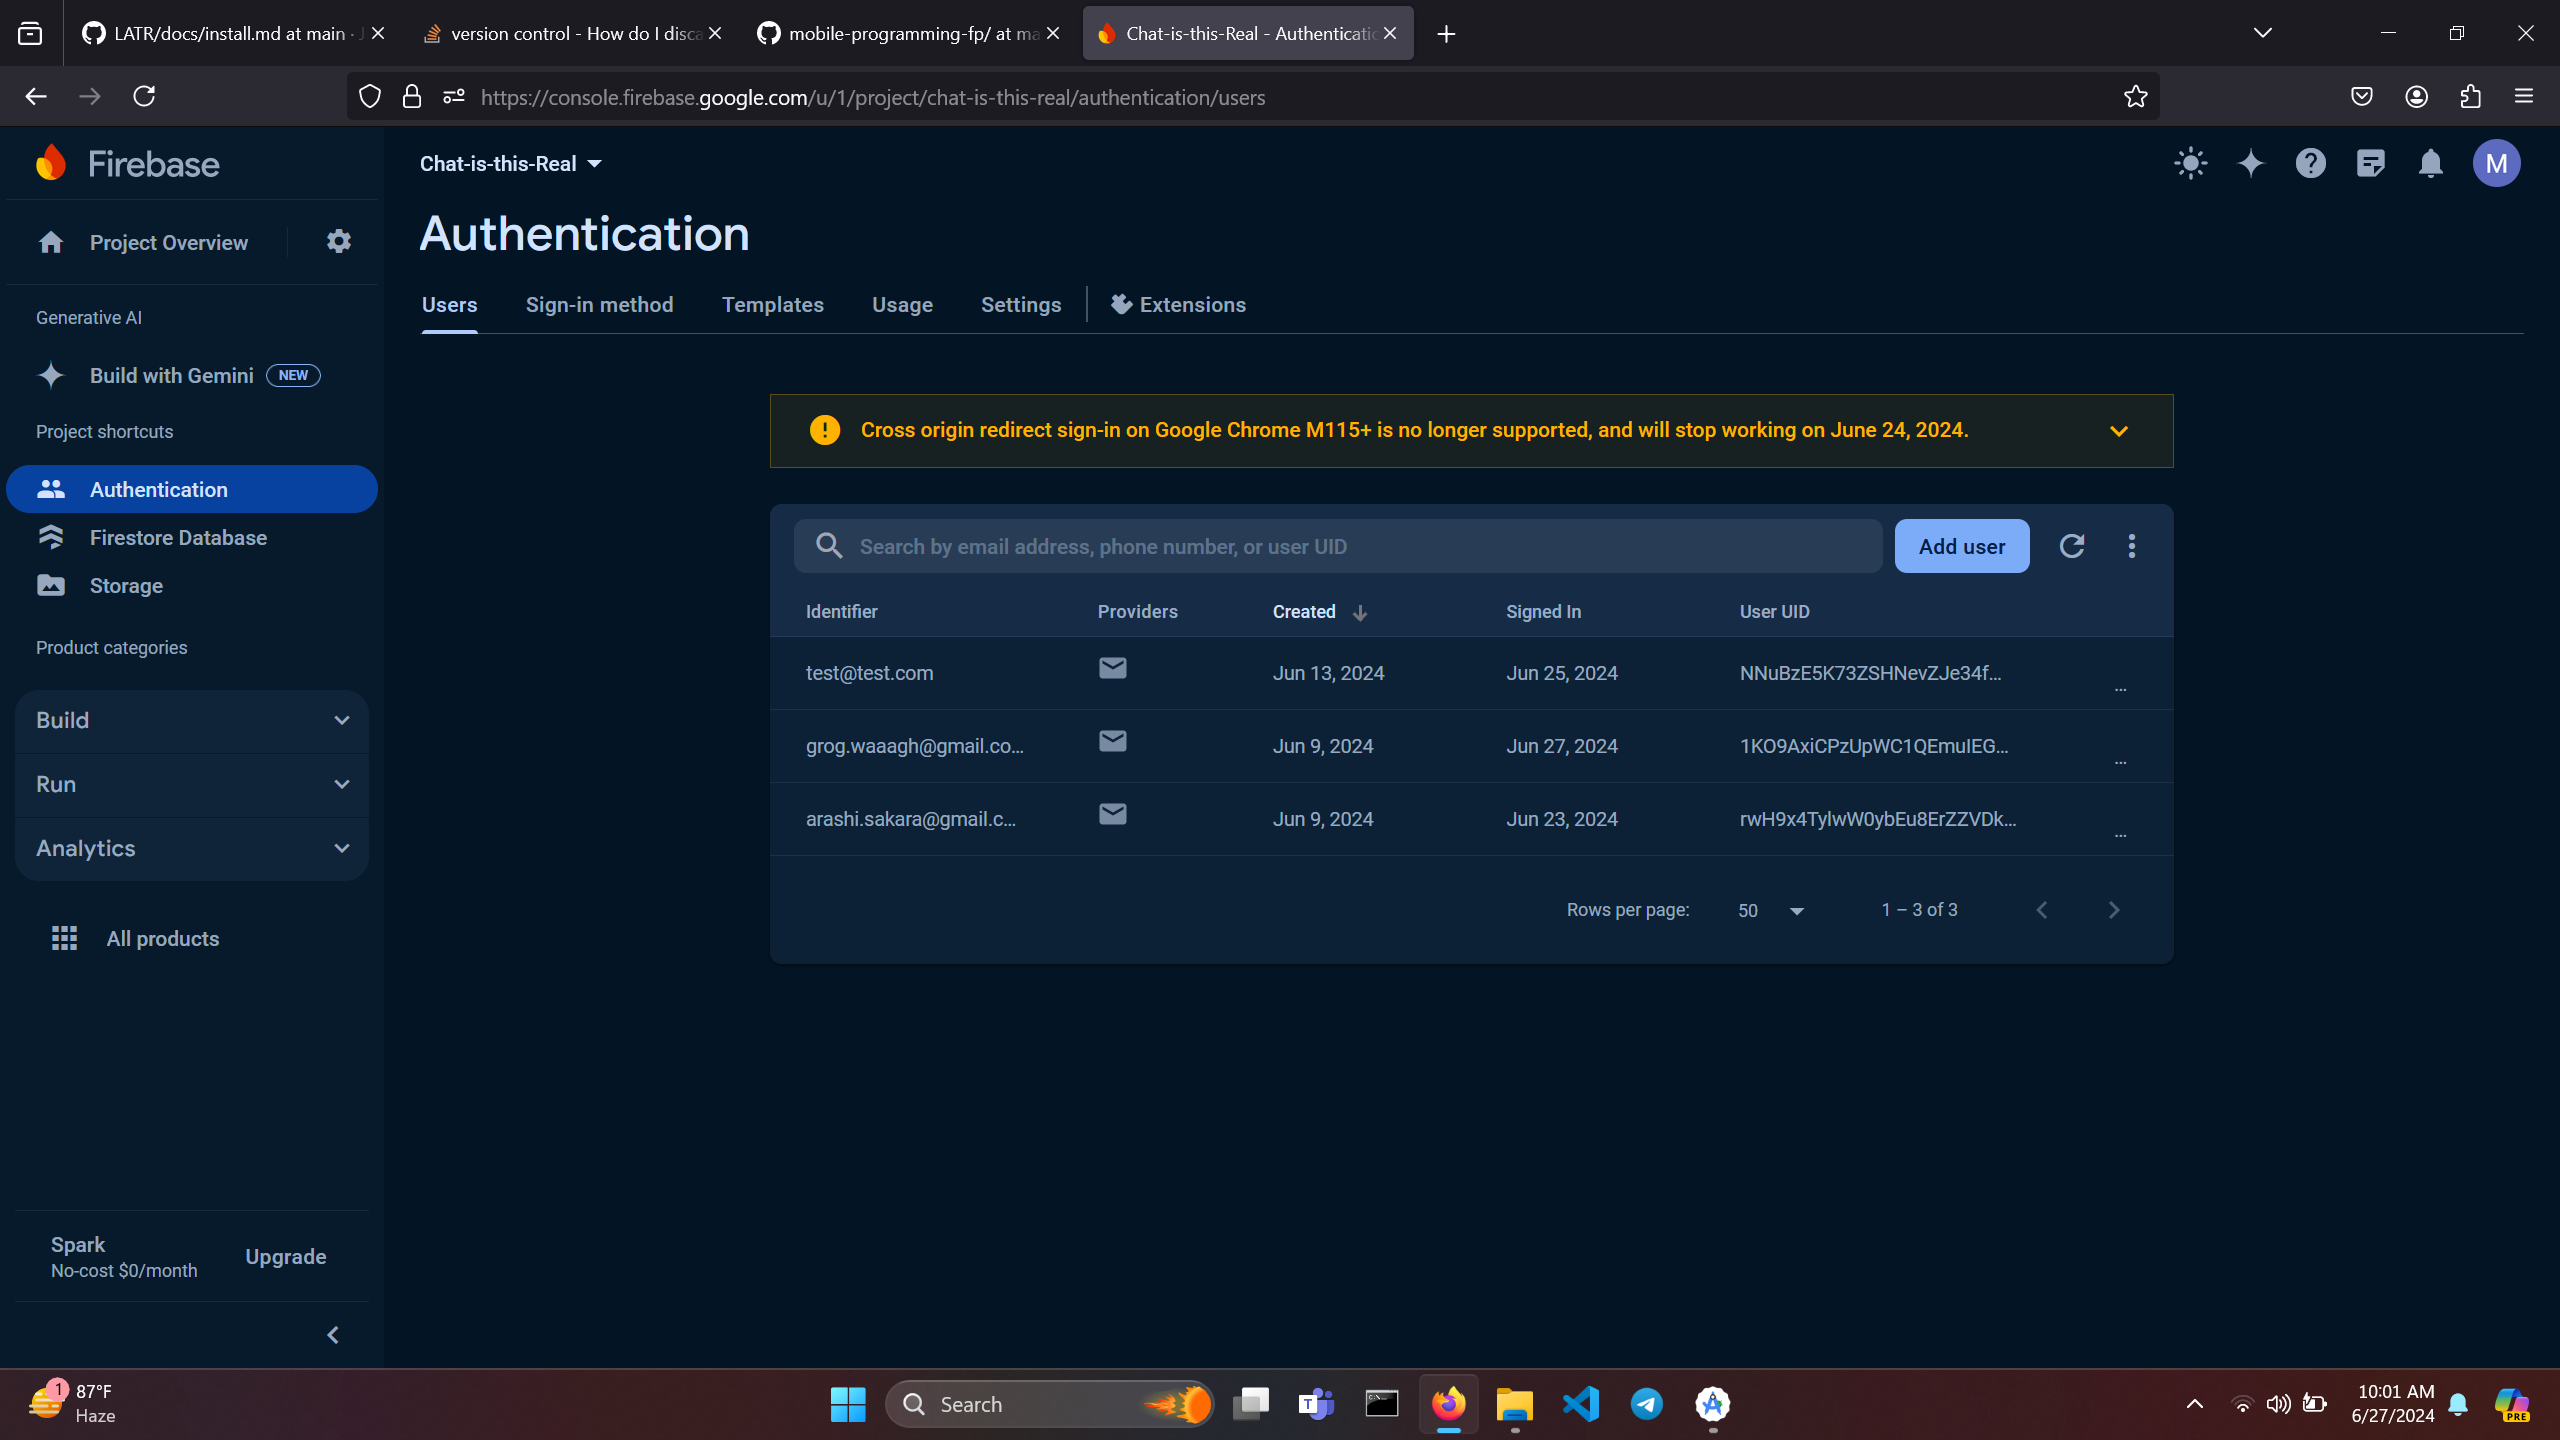 LATR/docs/install.md at main · J
version control - How do I disca
mobile-programming-fp/ at ma
Chat-is-this-Real - Authenticatic
https://console.firebase.google.com/u/1/project/chat-is-this-real/authentication/users
Firebase
Project Overview
Generative AI
Build with Gemini NEW
Project shortcuts
Authentication
Firestore Database
Storage
Product categories
Build
Run
Analytics
All products
Spark
No-cost $0/month
Upgrade
Chat-is-this-Real
M
Authentication
Users Sign-in method Templates Usage Settings Extensions
Cross origin redirect sign-in on Google Chrome M115+ is no longer supported, and will stop working on June 24, 2024.
Search by email address, phone number, or user UID
Add user
Identifier Providers Created Signed In User UID
test@test.com Jun 13, 2024 Jun 25, 2024 NNuBzE5K73ZSHNevZJe34f... ...
grog.waaagh@gmail.co... Jun 9, 2024 Jun 27, 2024 1KO9AxiCPzUpWC1QEmuIEG... ...
arashi.sakara@gmail.c... Jun 9, 2024 Jun 23, 2024 rwH9x4TylwW0ybEu8ErZZVDk... ...
Rows per page: 50 1 – 3 of 3
1
87°F
Haze
Search
T
10:01 AM
6/27/2024
PRE